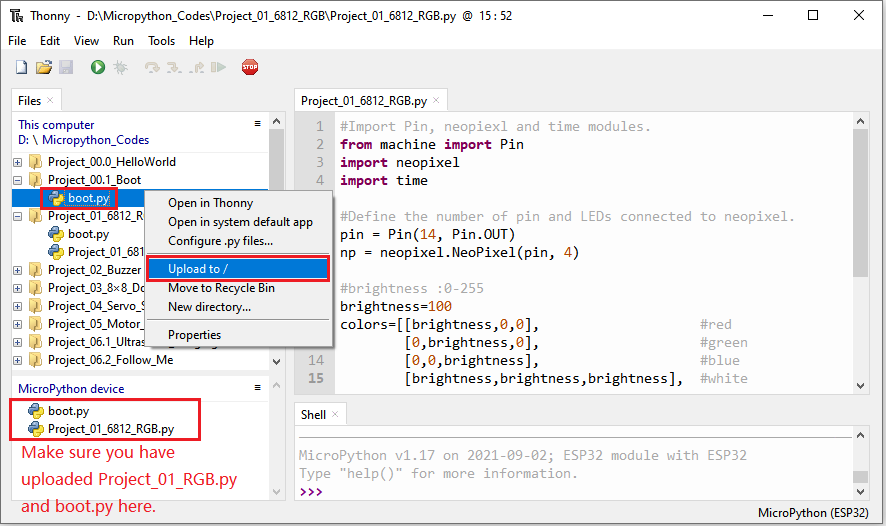 Thonny - D:\Micropython_Codes\Project_01_6812_RGB\Project_01_6812_RGB.py @ 15 : 52
File Edit View Run Tools Help
STOP
Files ×
This computer
D: \ Micropython_Codes
Project_00.0_HelloWorld
Project_00.1_Boot
boot.py
Project_01_6812_R
boot.py
Project_01_681
Project_02_Buzzer
Project_03_8×8_Do
Project_04_Servo_S
Project_05_Motor_
Project_06.1_Ultras
Project_06.2_Follow_Me
Open in Thonny
Open in system default app
Configure .py files...
Upload to /
Move to Recycle Bin
New directory...
Properties
MicroPython device
boot.py
Project_01_6812_RGB.py
Make sure you have
uploaded Project_01_RGB.py
and boot.py here.
Project_01_6812_RGB.py ×
1 #Import Pin, neopiexl and time modules.
2 from machine import Pin
3 import neopixel
4 import time
#Define the number of pin and LEDs connected to neopixel.
pin = Pin(14, Pin.OUT)
np = neopixel.NeoPixel(pin, 4)
#brightness :0-255
brightness=100
colors=[[brightness,0,0], #red
[0,brightness,0], #green
14 [0,0,brightness], #blue
15 [brightness,brightness,brightness], #white
Shell ×
MicroPython v1.17 on 2021-09-02; ESP32 module with ESP32
Type "help()" for more information.
>>>
MicroPython (ESP32)